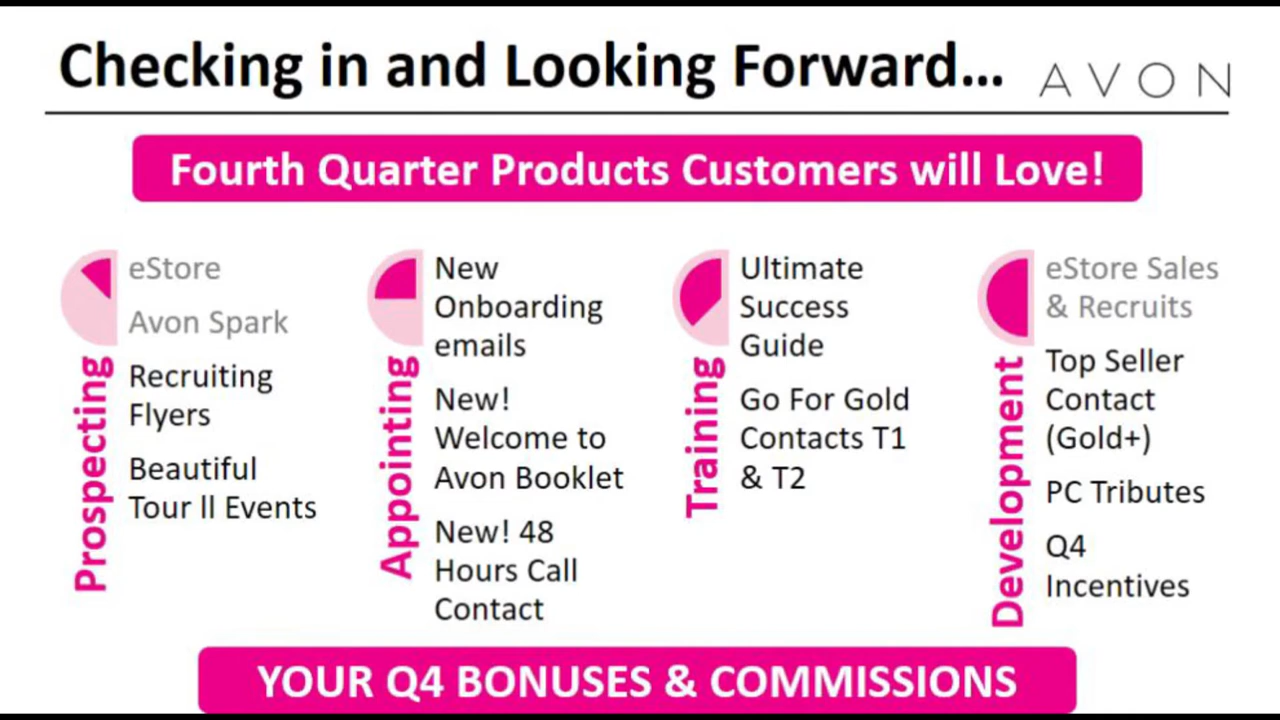 Checking in and Looking Forward...
AVON
Fourth Quarter Products Customers will Love!
Prospecting
eStore
Avon Spark
Recruiting
Flyers
Beautiful
Tour ll Events
Appointing
New
Onboarding
emails
New!
Welcome to
Avon Booklet
New! 48
Hours Call
Contact
Training
Ultimate
Success
Guide
Go For Gold
Contacts T1
& T2
Development
eStore Sales
& Recruits
Top Seller
Contact
(Gold+)
PC Tributes
Q4
Incentives
YOUR Q4 BONUSES & COMMISSIONS